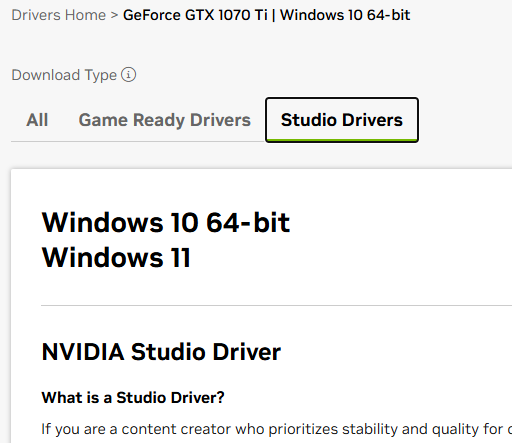 Drivers Home > GeForce GTX 1070 Ti | Windows 10 64-bit
Download Type
All Game Ready Drivers Studio Drivers
Windows 10 64-bit
Windows 11
NVIDIA Studio Driver
What is a Studio Driver?
If you are a content creator who prioritizes stability and quality for